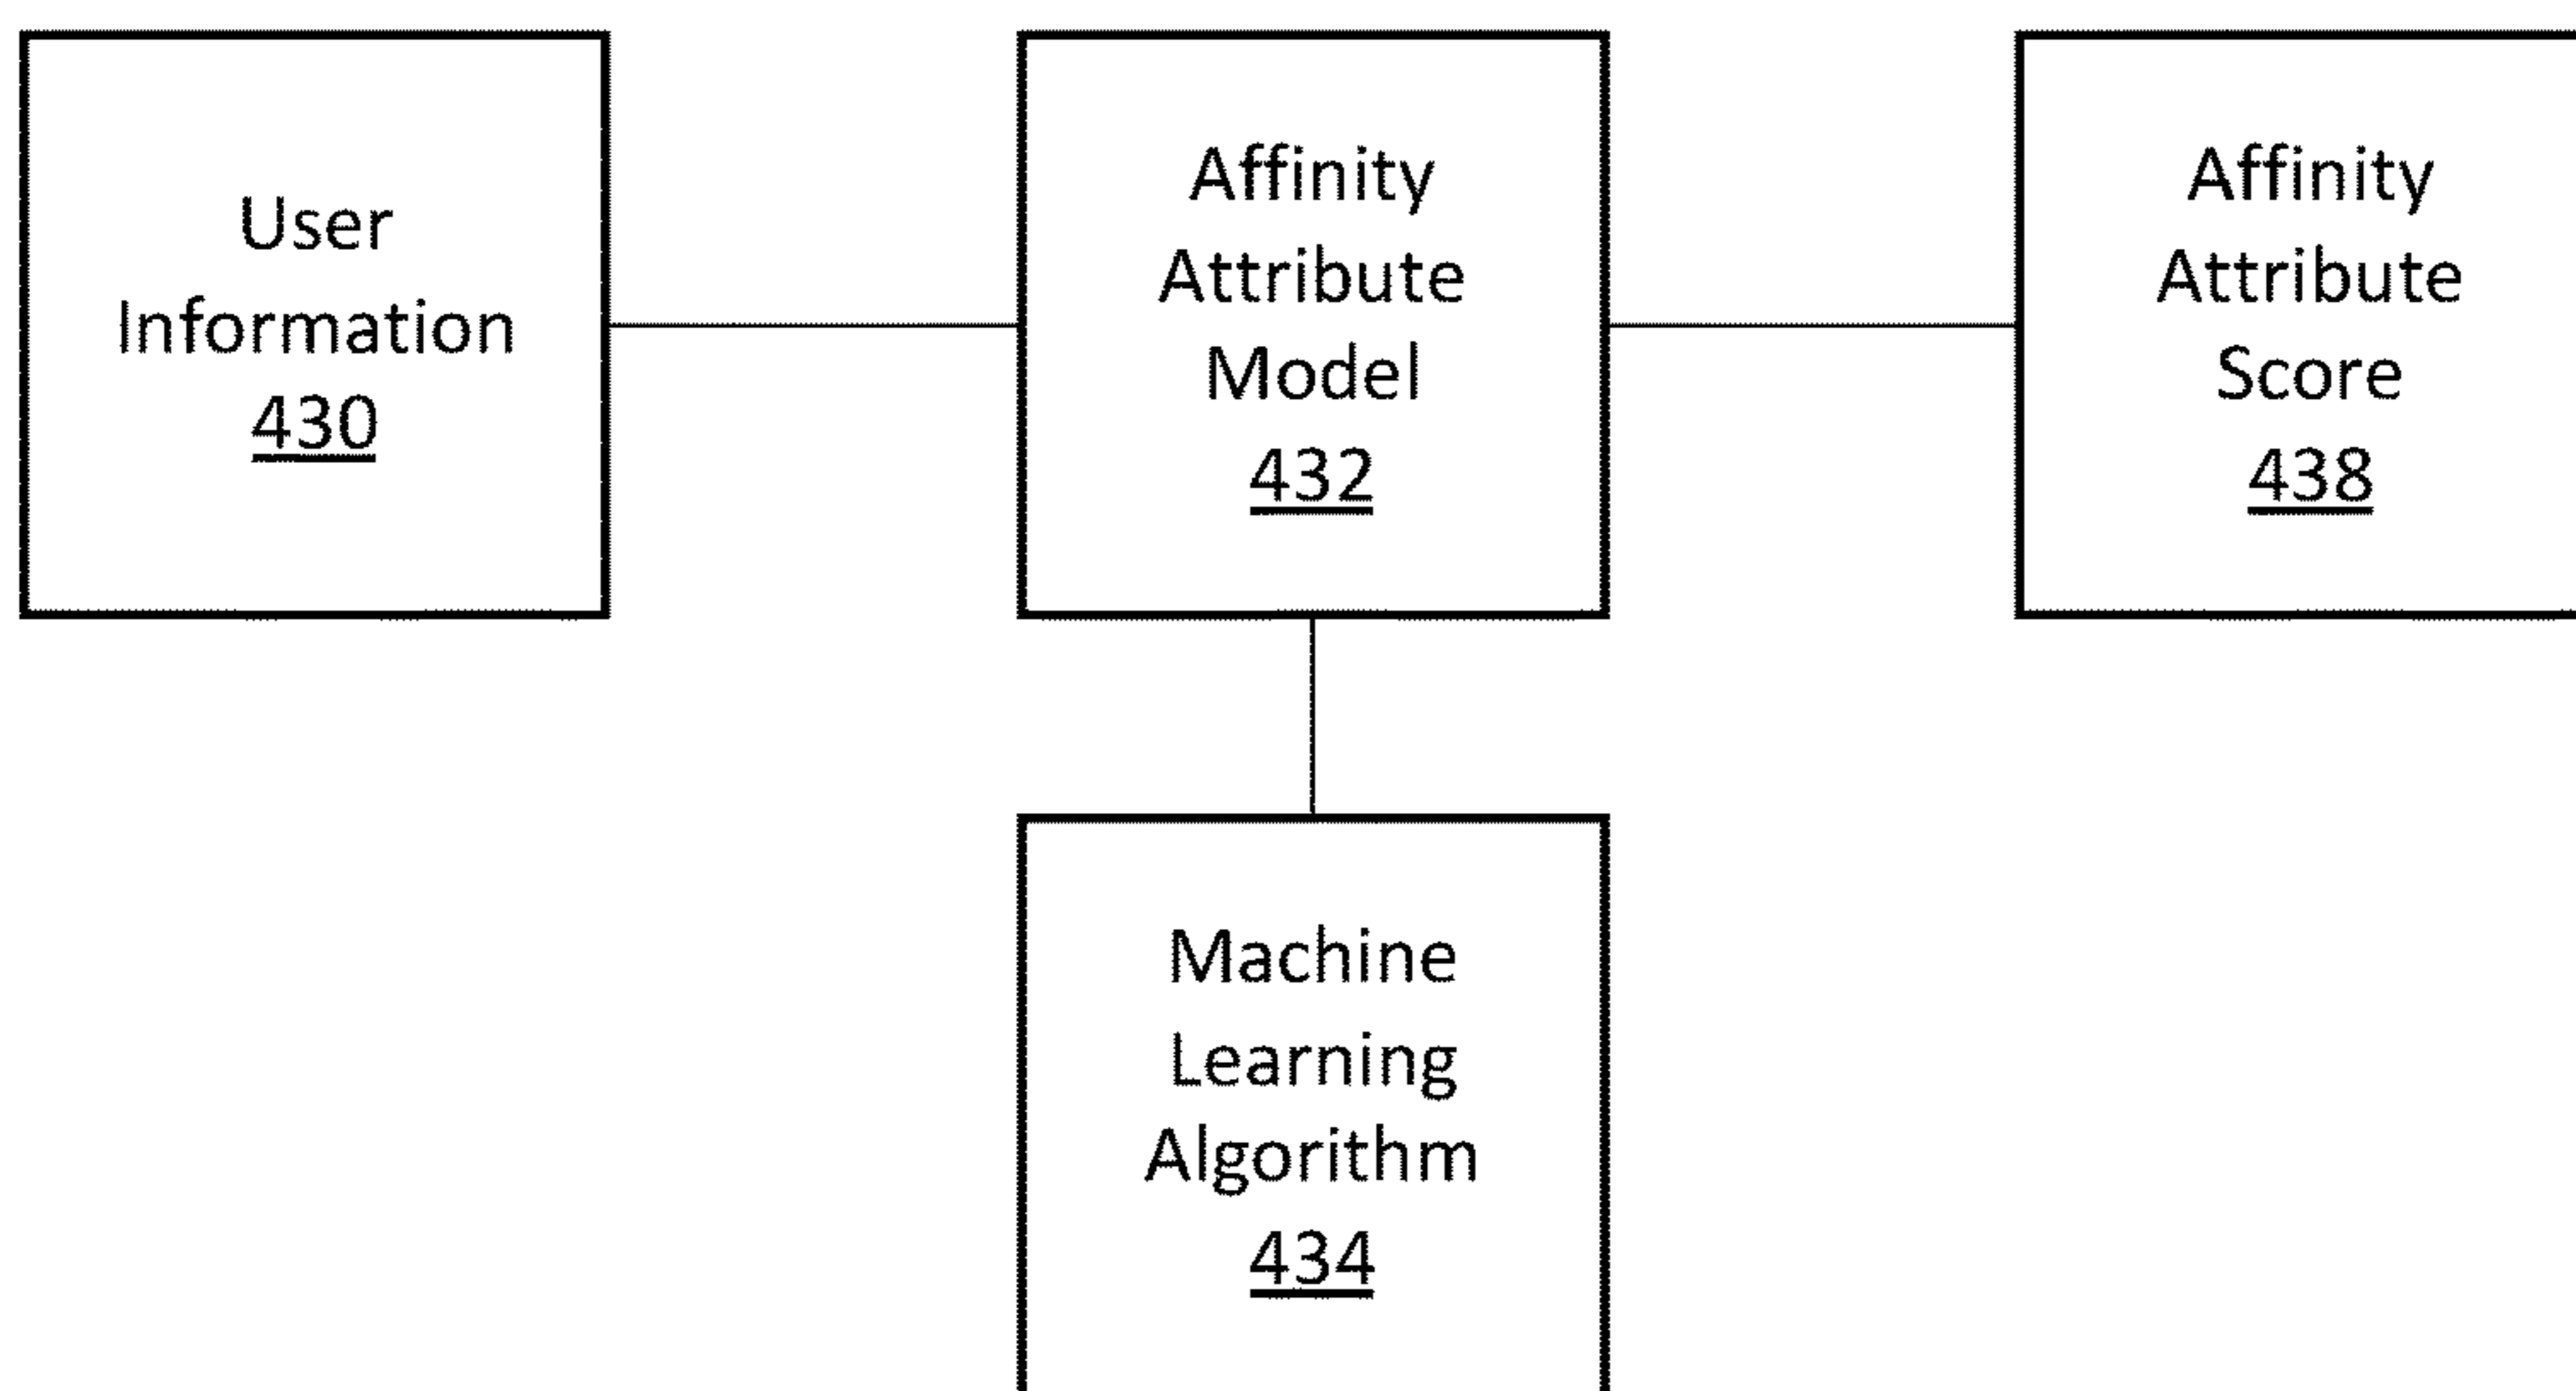 User
Information
430
Affinity
Attribute
Model
432
Affinity
Attribute
Score
438
Machine
Learning
Algorithm
434